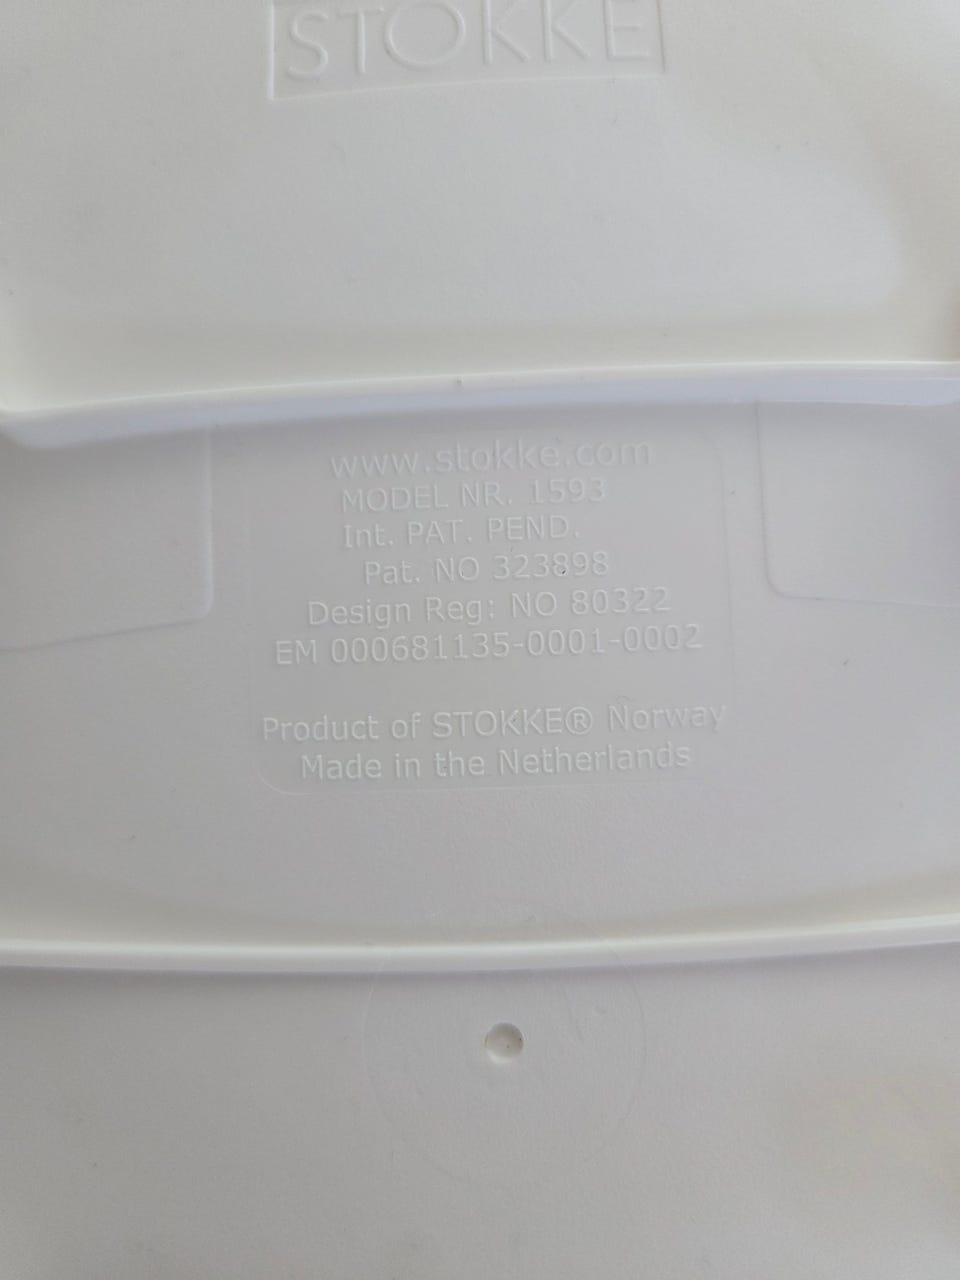 STOKKE
www.stokke.com
MODEL NR. 1593
Int. PAT. PEND.
Pat. NO 323898
Design Reg: NO 80322
EM 000681135-0001-0002
Product of STOKKE® Norway
Made in the Netherlands